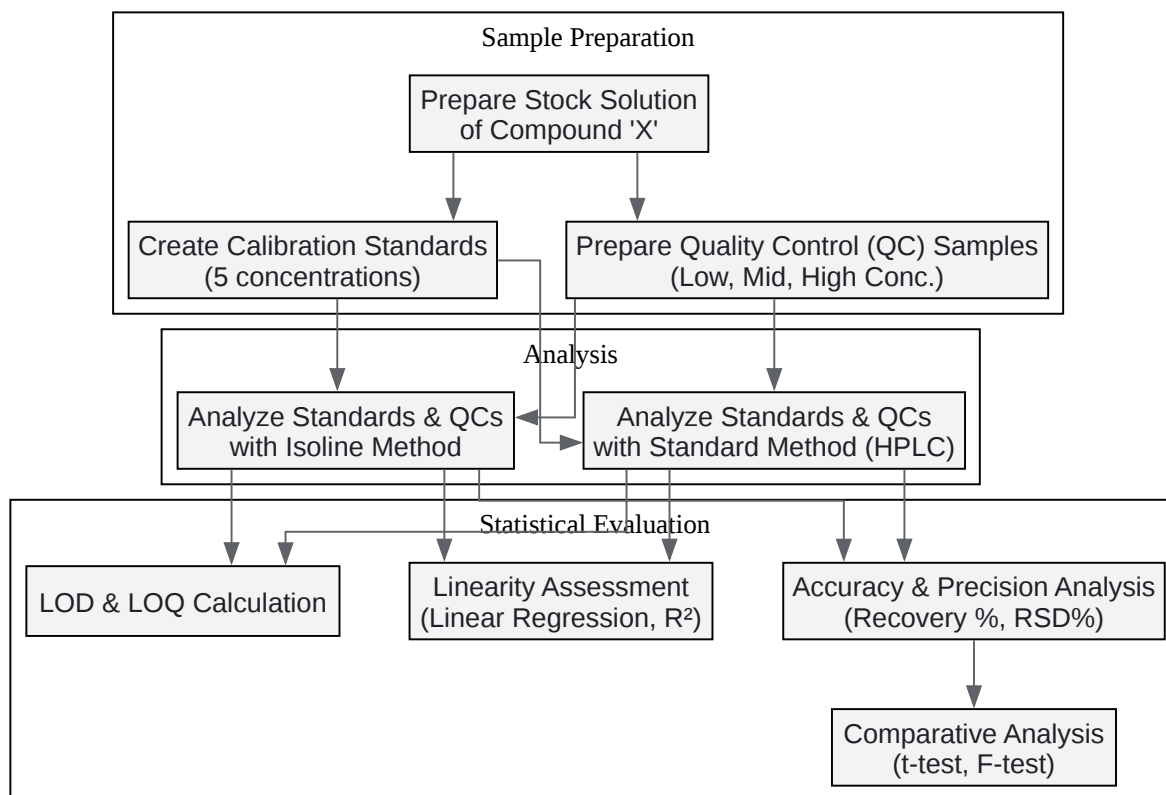 Sample Preparation
Prepare Stock Solution
of Compound 'X'
Create Calibration Standards
(5 concentrations)
Prepare Quality Control (QC) Samples
(Low, Mid, High Conc.)
Analysis
Analyze Standards & QCs
with Isoline Method
Analyze Standards & QCs
with Standard Method (HPLC)
Statistical Evaluation
LOD & LOQ Calculation
Linearity Assessment
(Linear Regression, R²)
Accuracy & Precision Analysis
(Recovery %, RSD%)
Comparative Analysis
(t-test, F-test)